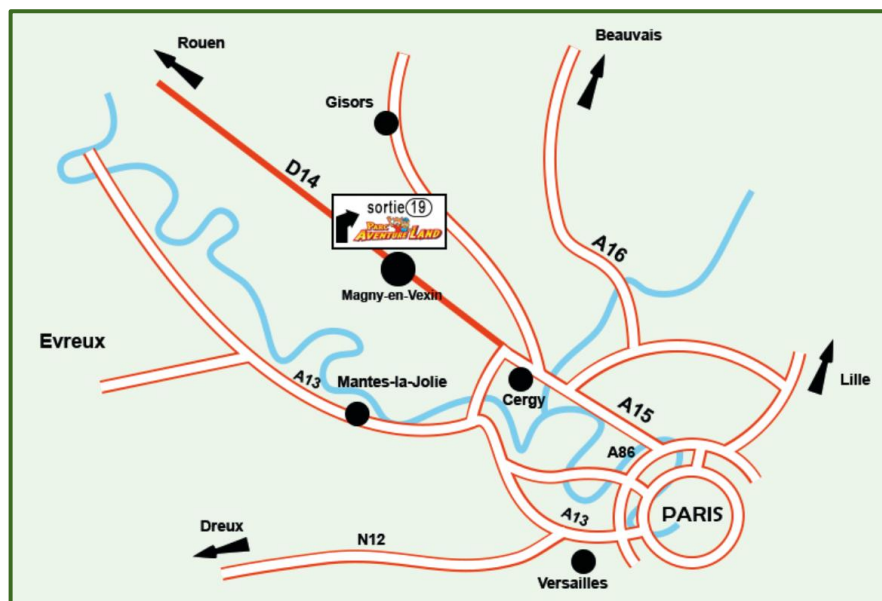 Rouen
Beauvais
Gisors
D14
sortie 19
PARC
AVENTURE LAND
A16
Magny-en-Vexin
Evreux
A13
Mantes-la-Jolie
Cergy
A15
Lille
A86
PARIS
A13
Dreux
N12
Versailles